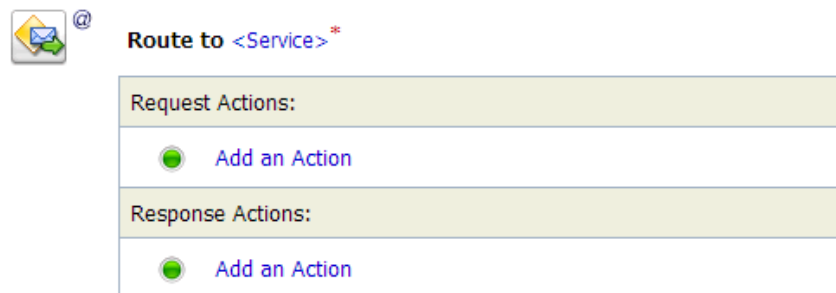 @
Route to <Service>*
Request Actions:
Add an Action
Response Actions:
Add an Action